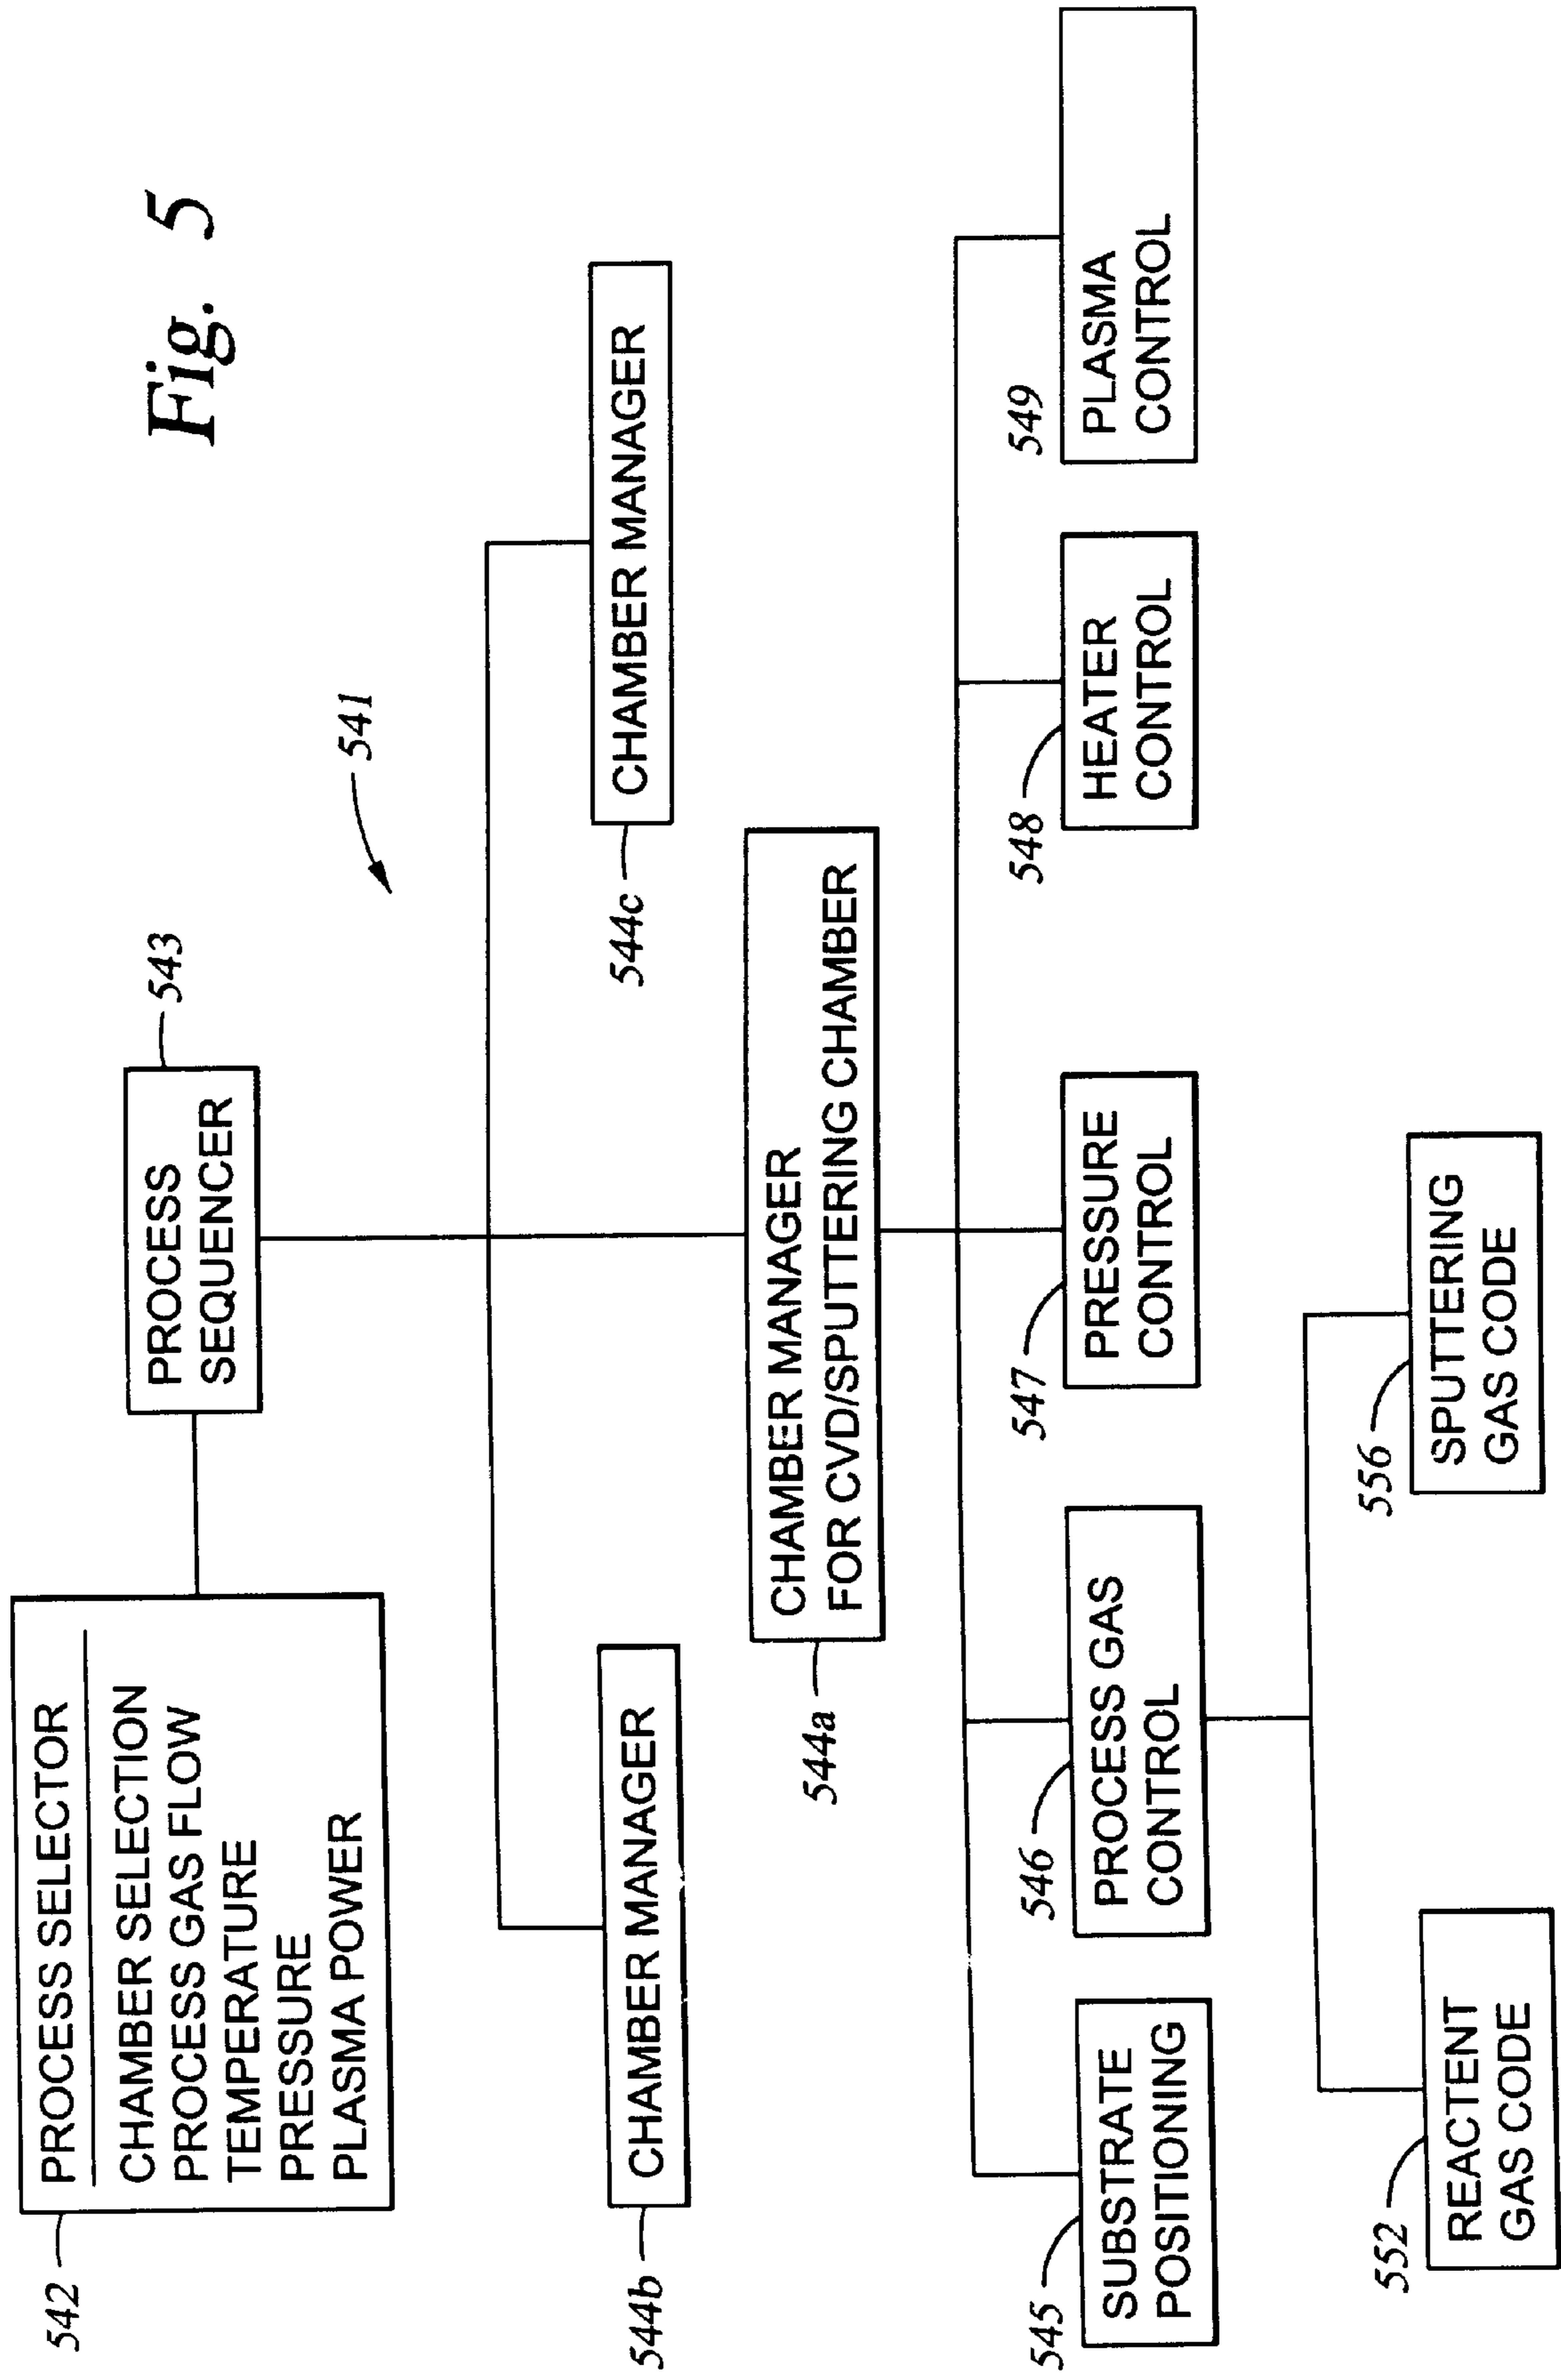 Fig. 5
542
PROCESS SELECTOR
CHAMBER SELECTION
PROCESS GAS FLOW
TEMPERATURE
PRESSURE
PLASMA POWER
PROCESS
SEQUENCER
543
541
544b
CHAMBER MANAGER
544c
CHAMBER MANAGER
544a
CHAMBER MANAGER
FOR CVD/SPUTTERING CHAMBER
545
SUBSTRATE
POSITIONING
546
PROCESS GAS
CONTROL
547
PRESSURE
CONTROL
548
HEATER
CONTROL
549
PLASMA
CONTROL
552
REACTENT
GAS CODE
556
SPUTTERING
GAS CODE